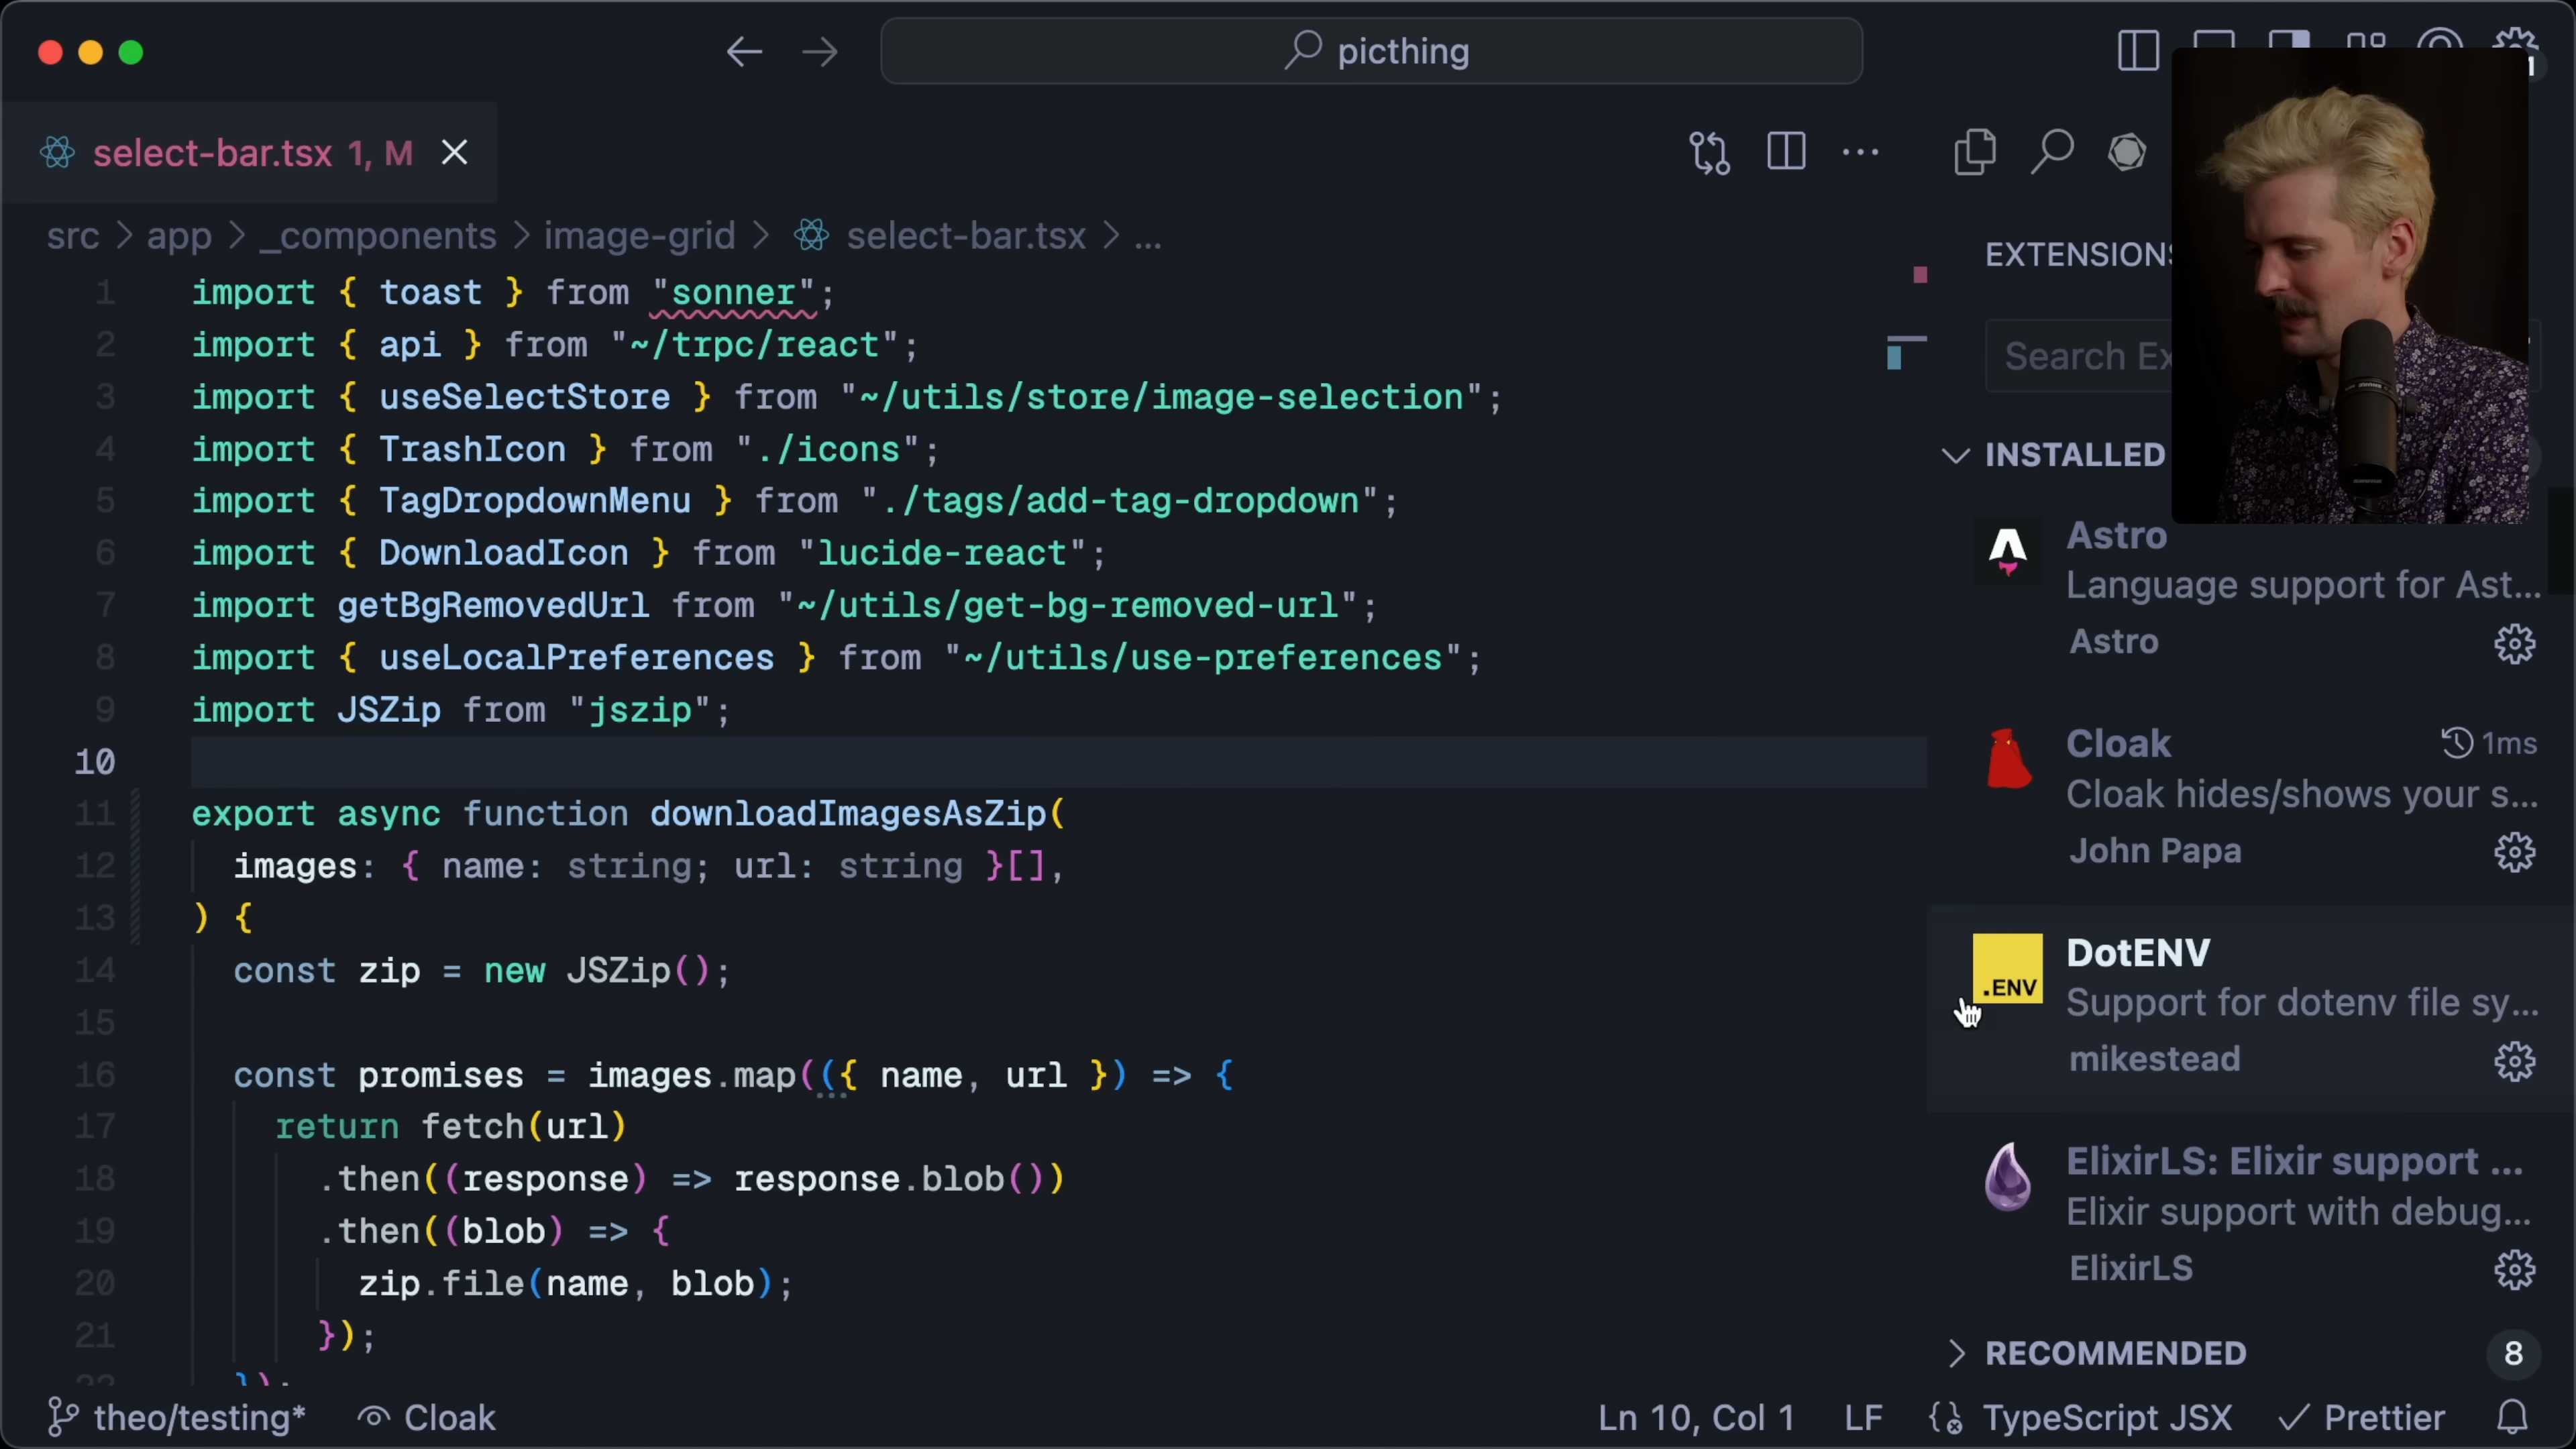 picthing
1
select-bar.tsx 1, M
src > app > _components > image-grid > select-bar.tsx > ...
1 import { toast } from "sonner";
2 import { api } from "~/trpc/react";
3 import { useSelectStore } from "~/utils/store/image-selection";
4 import { TrashIcon } from "./icons";
5 import { TagDropdownMenu } from "./tags/add-tag-dropdown";
6 import { DownloadIcon } from "lucide-react";
7 import getBgRemovedUrl from "~/utils/get-bg-removed-url";
8 import { useLocalPreferences } from "~/utils/use-preferences";
9 import JSZip from "jszip";
10
11 export async function downloadImagesAsZip(
12 images: { name: string; url: string }[],
13 ) {
14 const zip = new JSZip();
15
16 const promises = images.map(({ name, url }) => {
17 return fetch(url)
18 .then((response) => response.blob())
19 .then((blob) => {
20 zip.file(name, blob);
21 });
22 });
EXTENSIONS
Search Ex
INSTALLED
Astro
Language support for Ast...
Astro
Cloak 1ms
Cloak hides/shows your s...
John Papa
.ENV
DotENV
Support for dotenv file sy...
mikestead
ElixirLS: Elixir support ...
Elixir support with debug...
ElixirLS
RECOMMENDED 8
theo/testing* Cloak Ln 10, Col 1 LF TypeScript JSX Prettier